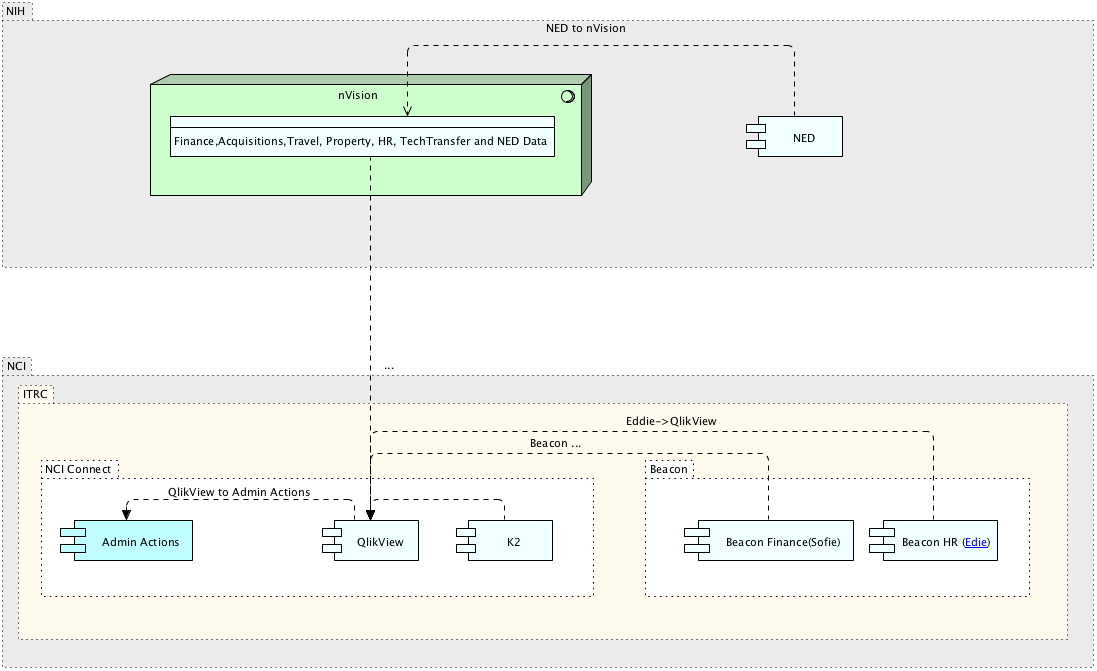 NIH
NED to nVision
nVision
Finance,Acquisitions,Travel, Property, HR, TechTransfer and NED Data
NED
...
NCI
ITRC
Eddie->QlikView
Beacon ...
NCI Connect
Beacon
QlikView to Admin Actions
Admin Actions
QlikView
K2
Beacon Finance(Sofie)
Beacon HR (Edie)